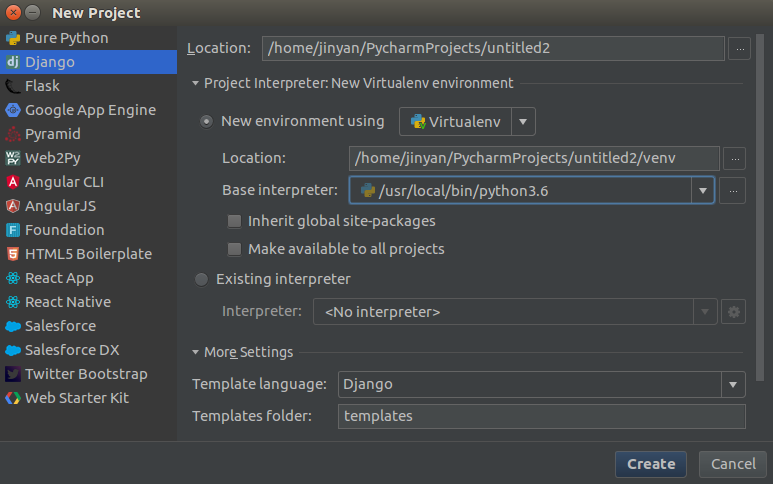 New Project
Pure Python
Django
Flask
Google App Engine
Pyramid
Web2Py
Angular CLI
AngularJS
Foundation
HTML5 Boilerplate
React App
React Native
Salesforce
Salesforce DX
Twitter Bootstrap
Web Starter Kit
Location: /home/jinyan/PycharmProjects/untitled2 ...
Project Interpreter: New Virtualenv environment
New environment using Virtualenv
Location: /home/jinyan/PycharmProjects/untitled2/venv ...
Base interpreter: /usr/local/bin/python3.6 ...
Inherit global site-packages
Make available to all projects
Existing interpreter
Interpreter: <No interpreter>
More Settings
Template language: Django
Templates folder: templates
Create Cancel